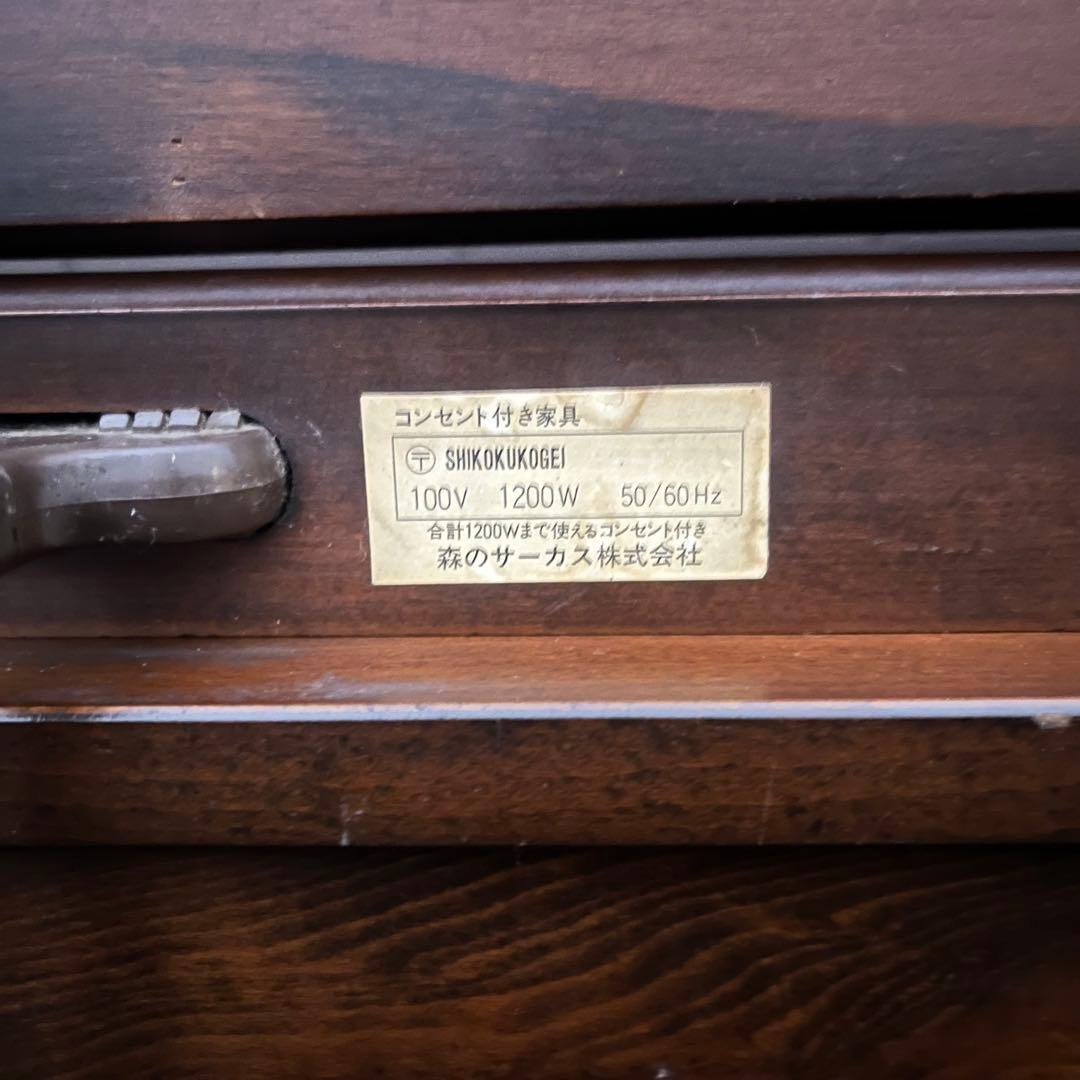 コンセント付き家具
〒 SHIKOKUKOGEI
100V 1200W 50/60Hz
合計1200Wまで使えるコンセント付き
森のサーカス株式会社